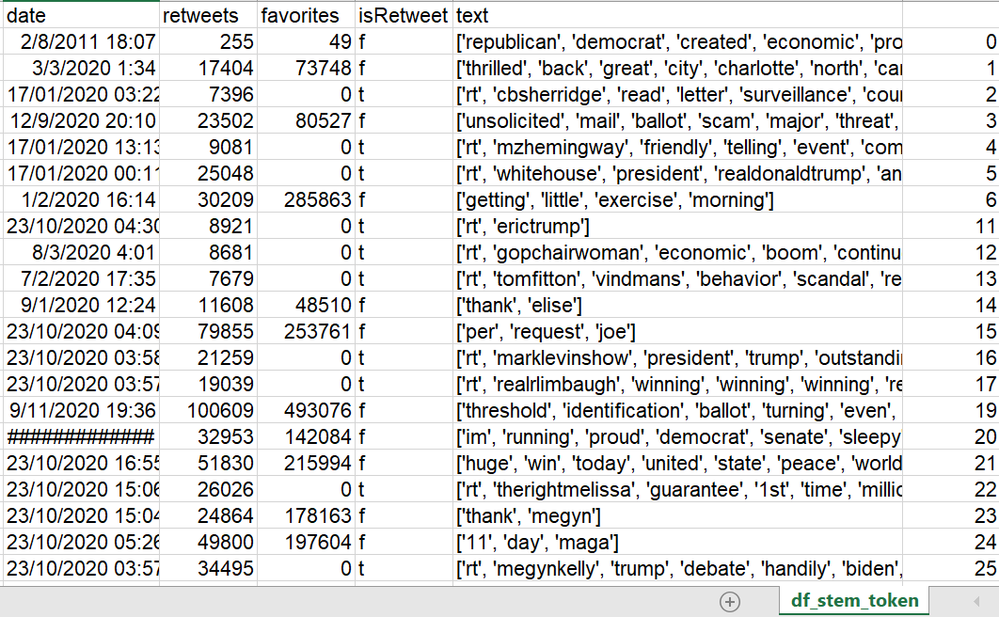 date retweets favorites isRetweet text
2/8/2011 18:07 255 49 f ['republican', 'democrat', 'created', 'economic', 'pro 0
3/3/2020 1:34 17404 73748 f ['thrilled', 'back', 'great', 'city', 'charlotte', 'north', 'car 1
17/01/2020 03:22 7396 0 t ['rt', 'cbsherridge', 'read', 'letter', 'surveillance', 'cour 2
12/9/2020 20:10 23502 80527 f ['unsolicited', 'mail', 'ballot', 'scam', 'major', 'threat', 3
17/01/2020 13:13 9081 0 t ['rt', 'mzhemingway', 'friendly', 'telling', 'event', 'com 4
17/01/2020 00:11 25048 0 t ['rt', 'whitehouse', 'president', 'realdonaldtrump', 'an 5
1/2/2020 16:14 30209 285863 f ['getting', 'little', 'exercise', 'morning'] 6
23/10/2020 04:30 8921 0 t ['rt', 'erictrump'] 11
8/3/2020 4:01 8681 0 t ['rt', 'gopchairwoman', 'economic', 'boom', 'continu 12
7/2/2020 17:35 7679 0 t ['rt', 'tomfitton', 'vindmans', 'behavior', 'scandal', 're 13
9/1/2020 12:24 11608 48510 f ['thank', 'elise'] 14
23/10/2020 04:09 79855 253761 f ['per', 'request', 'joe'] 15
23/10/2020 03:58 21259 0 t ['rt', 'marklevinshow', 'president', 'trump', 'outstandi 16
23/10/2020 03:57 19039 0 t ['rt', 'realrlimbaugh', 'winning', 'winning', 'winning', 're 17
9/11/2020 19:36 100609 493076 f ['threshold', 'identification', 'ballot', 'turning', 'even', 19
############# 32953 142084 f ['im', 'running', 'proud', 'democrat', 'senate', 'sleepy' 20
23/10/2020 16:55 51830 215994 f ['huge', 'win', 'today', 'united', 'state', 'peace', 'world 21
23/10/2020 15:06 26026 0 t ['rt', 'therightmelissa', 'guarantee', '1st', 'time', 'millio 22
23/10/2020 15:04 24864 178163 f ['thank', 'megyn'] 23
23/10/2020 05:26 49800 197604 f ['11', 'day', 'maga'] 24
23/10/2020 03:57 34495 0 t ['rt', 'megynkelly', 'trump', 'debate', 'handily', 'biden', 25
df_stem_token